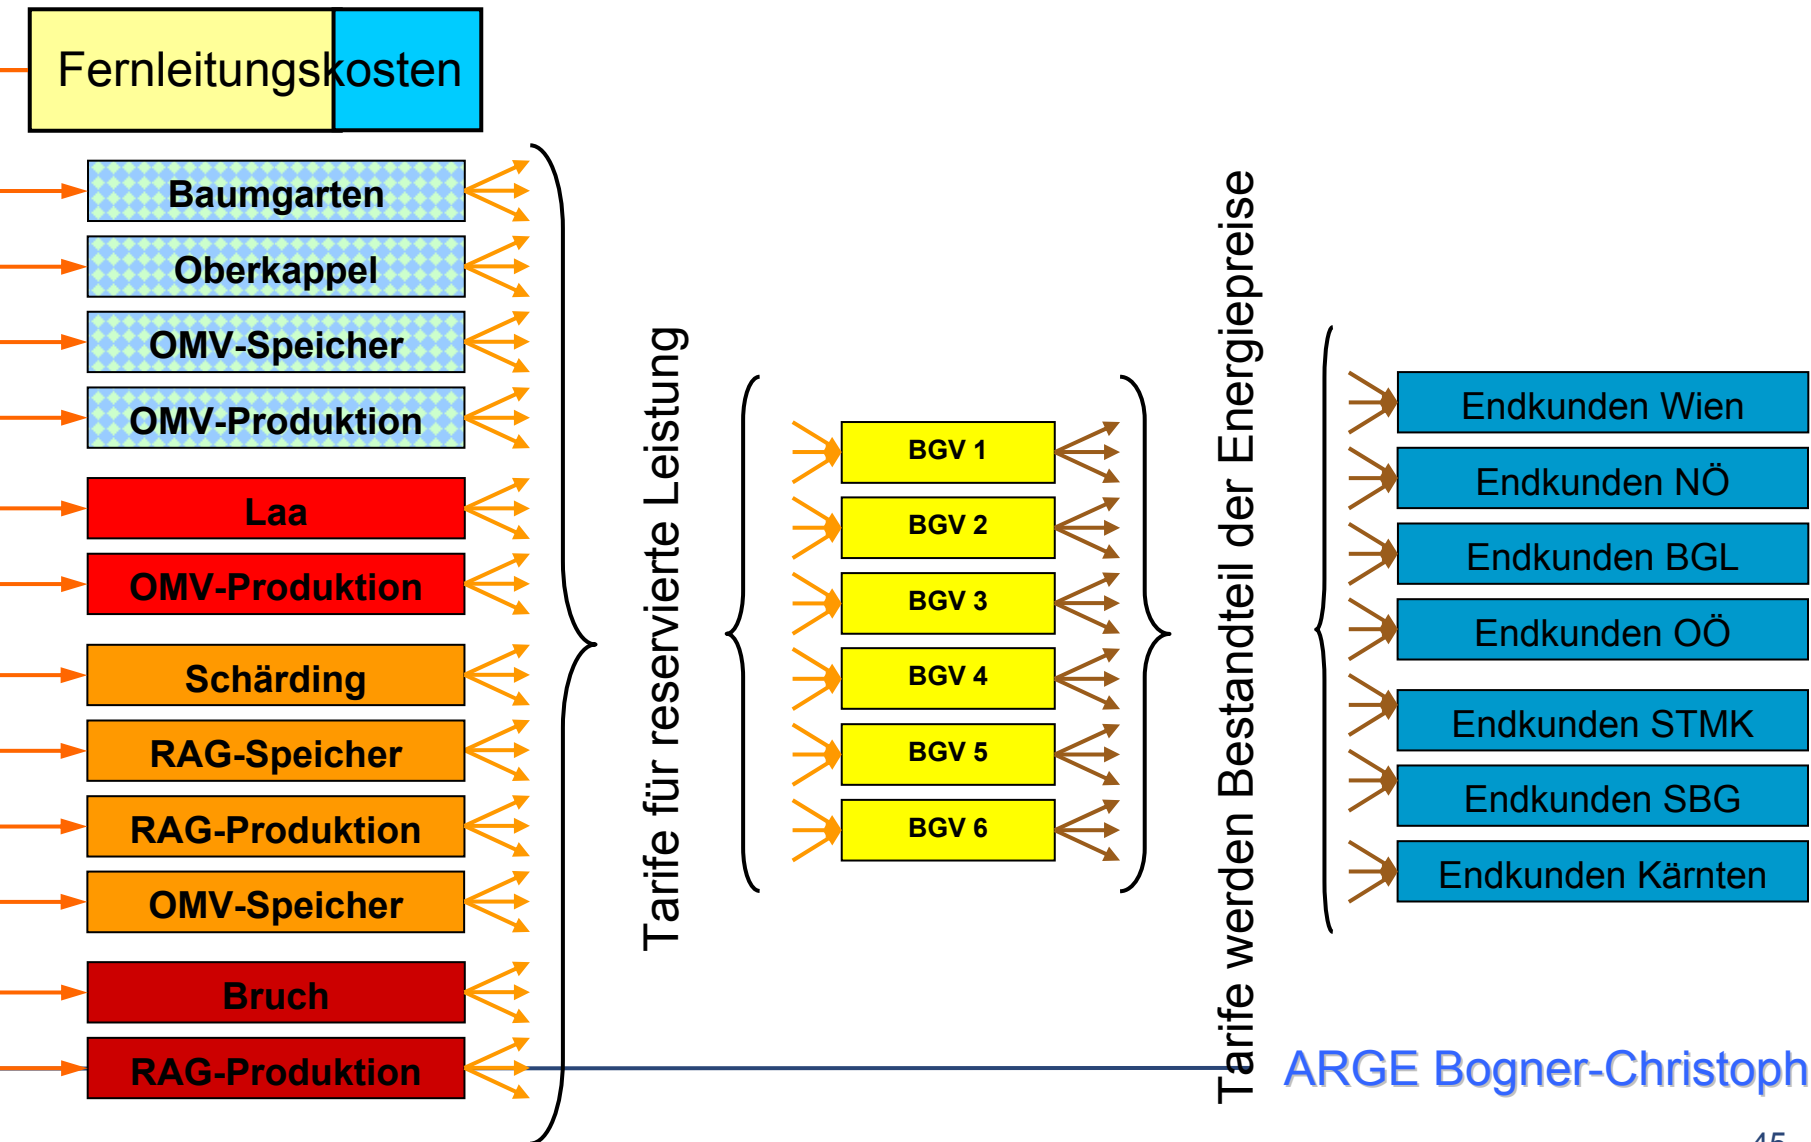 Fernleitungskosten
Baumgarten
Oberkappel
OMV-Speicher
OMV-Produktion
Laa
OMV-Produktion
Schärding
RAG-Speicher
RAG-Produktion
OMV-Speicher
Bruch
RAG-Produktion
Tarife für reservierte Leistung
BGV 1
BGV 2
BGV 3
BGV 4
BGV 5
BGV 6
Tarife werden Bestandteil der Energiepreise
Endkunden Wien
Endkunden NÖ
Endkunden BGL
Endkunden OÖ
Endkunden STMK
Endkunden SBG
Endkunden Kärnten
ARGE Bogner-Christoph